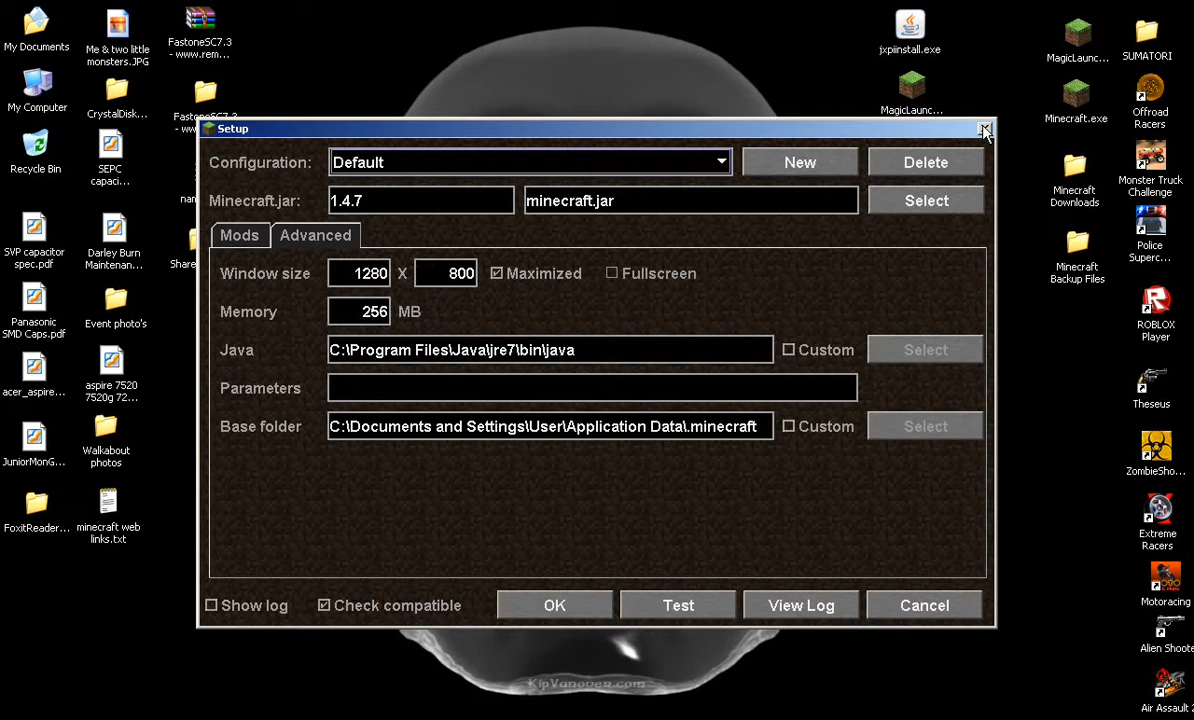 My Documents
Me & two little
monsters.JPG
FastoneSC7.3
- www.rem...
jxpiinstall.exe
MagicLaunc...
SUMATORI
My Computer
CrystalDisk...
FastoneSC7.3
MagicLaunc...
Minecraft.exe
Offroad
Racers
Setup
Configuration:
Default
New
Delete
Recycle Bin
SEPC
capaci...
Minecraft.jar:
1.4.7
minecraft.jar
Select
Minecraft
Downloads
Monster Truck
Challenge
Mods
Advanced
SVP capacitor
spec.pdf
Darley Burn
Maintenan...
Shar
Window size
1280
X
800
Maximized
Fullscreen
Minecraft
Backup Files
Police
Superc...
Memory
256
MB
Panasonic
SMD Caps.pdf
Event photo's
ROBLOX
Player
Java
C:\Program Files\Java\jre7\bin\java
Custom
Select
Parameters
acer_aspire...
aspire 7520
7520g 72...
Theseus
Base folder
C:\Documents and Settings\User\Application Data\.minecraft
Custom
Select
JuniorMonG...
Walkabout
photos
ZombieSho...
FoxitReader...
minecraft web
links.txt
Extreme
Racers
Show log
Check compatible
OK
Test
View Log
Cancel
Motoracing
Alien Shoote
KipVanover.com
Air Assault 2